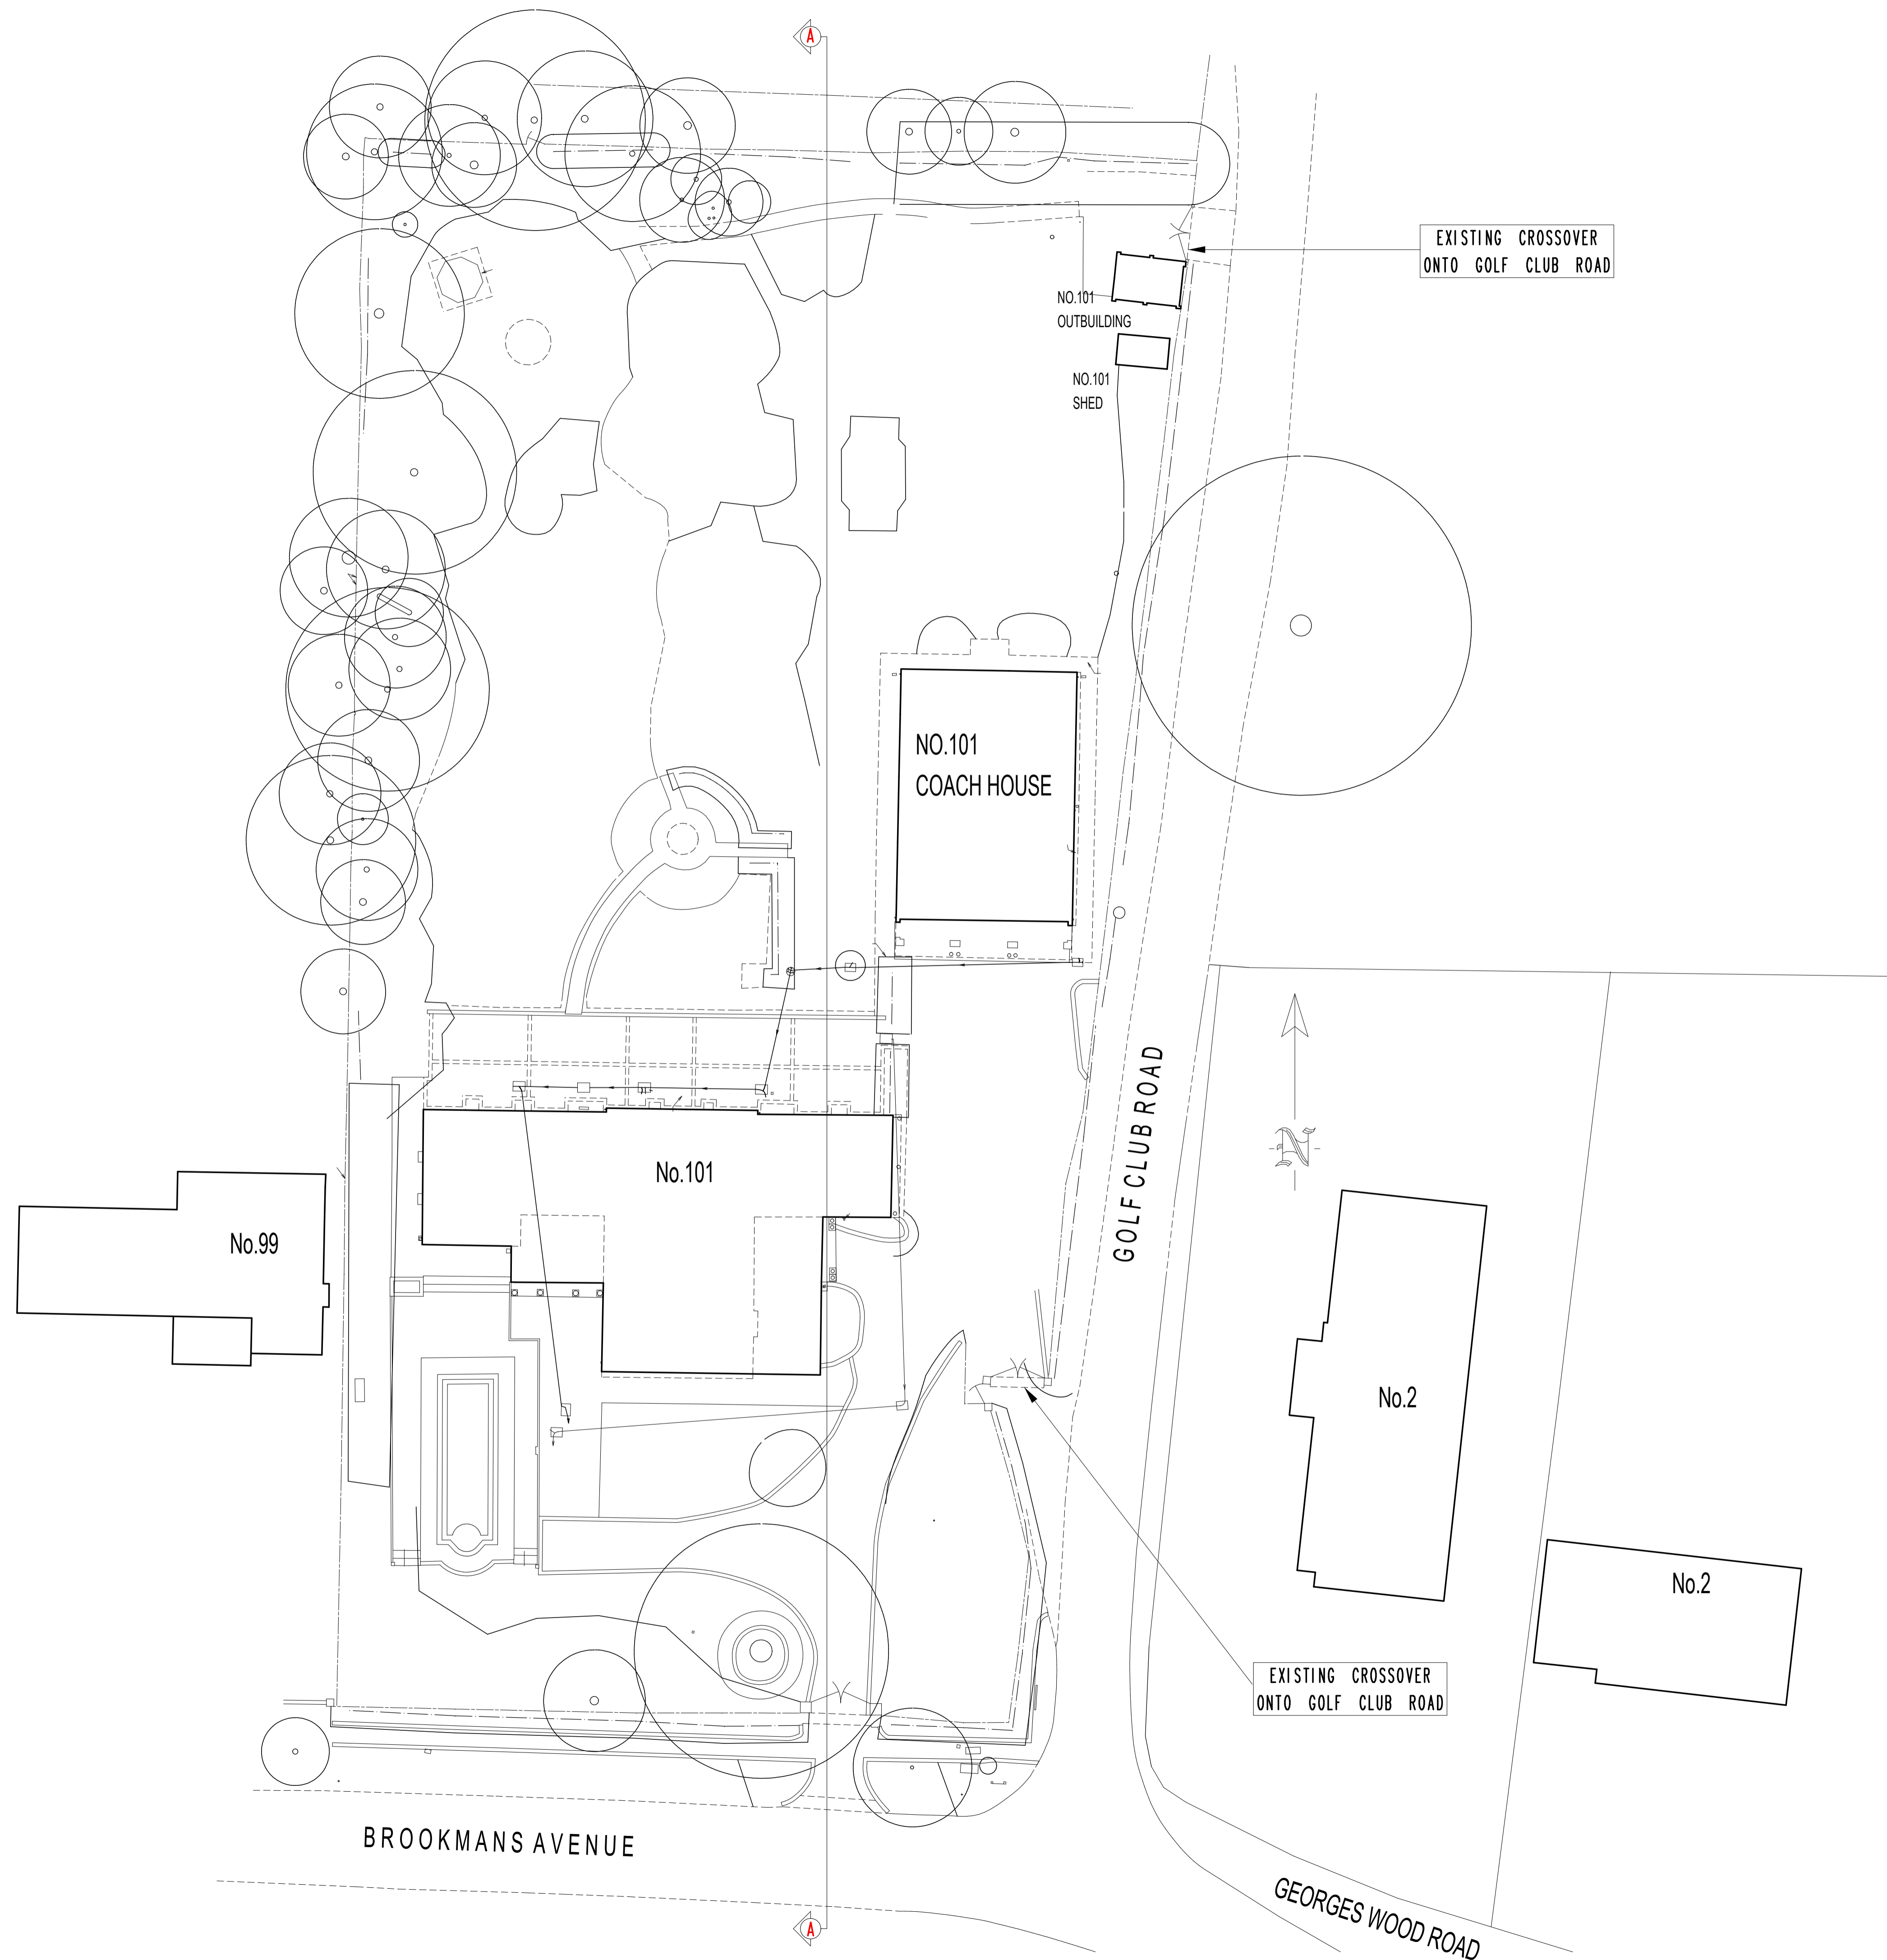 A
EXISTING CROSSOVER
ONTO GOLF CLUB ROAD
NO.101
OUTBUILDING
NO.101
SHED
NO.101
COACH HOUSE
GOLF CLUB ROAD
N
No.101
No.99
No.2
No.2
EXISTING CROSSOVER
ONTO GOLF CLUB ROAD
BROOKMANS AVENUE
GEORGES WOOD ROAD
A